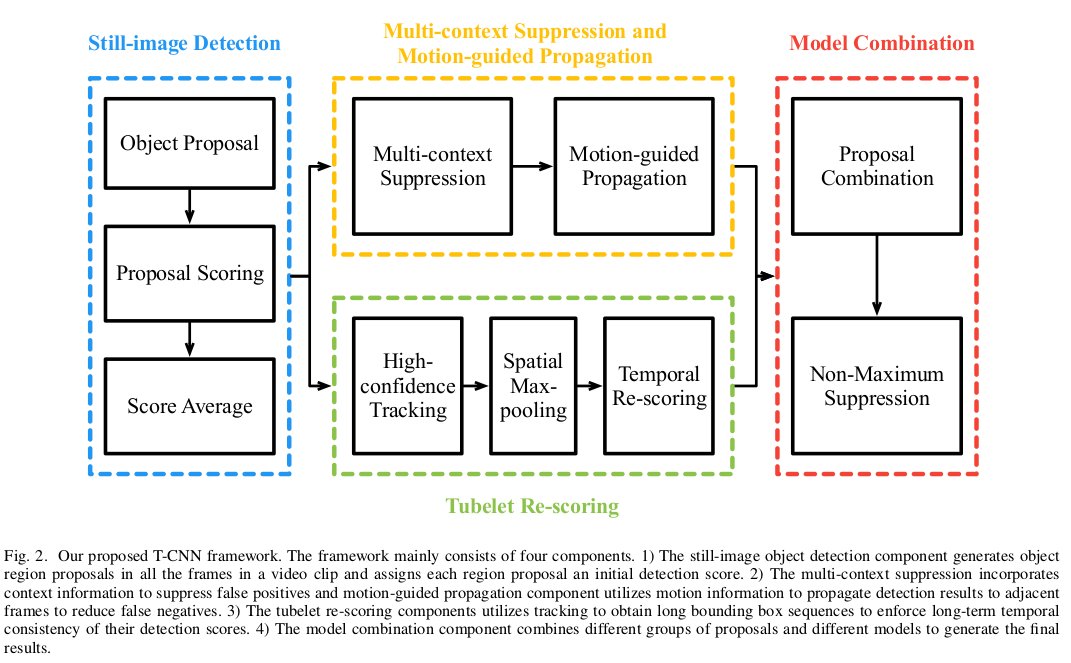 Still-image Detection
Object Proposal
Proposal Scoring
Score Average
Multi-context Suppression and
Motion-guided Propagation
Multi-context
Suppression
Motion-guided
Propagation
High-
confidence
Tracking
Spatial
Max-
pooling
Temporal
Re-scoring
Tubelet Re-scoring
Model Combination
Proposal
Combination
Non-Maximum
Suppression
Fig. 2. Our proposed T-CNN framework. The framework mainly consists of four components. 1) The still-image object detection component generates object
region proposals in all the frames in a video clip and assigns each region proposal an initial detection score. 2) The multi-context suppression incorporates
context information to suppress false positives and motion-guided propagation component utilizes motion information to propagate detection results to adjacent
frames to reduce false negatives. 3) The tubelet re-scoring components utilizes tracking to obtain long bounding box sequences to enforce long-term temporal
consistency of their detection scores. 4) The model combination component combines different groups of proposals and different models to generate the final
results.